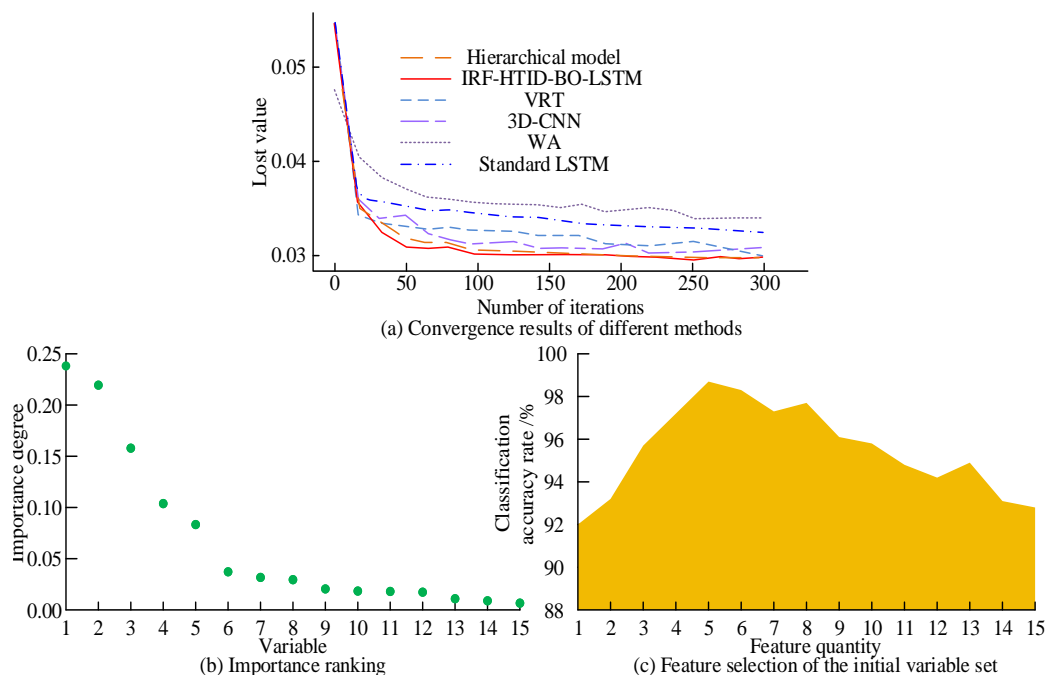 0.05
0.04
0.03
Lost value
Hierarchical model
IRF-HTID-BO-LSTM
VRT
3D-CNN
WA
Standard LSTM
0 50 100 150 200 250 300
Number of iterations
(a) Convergence results of different methods
0.25
0.20
0.15
0.10
0.05
0.00
Importance degree
1 2 3 4 5 6 7 8 9 10 11 12 13 14 15
Variable
(b) Importance ranking
100
98
96
94
92
90
88
Classification
accuracy rate /%
1 2 3 4 5 6 7 8 9 10 11 12 13 14 15
Feature quantity
(c) Feature selection of the initial variable set